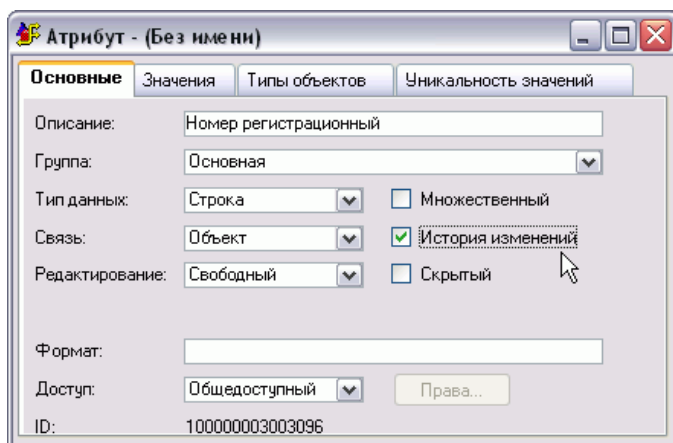 Атрибут - (Без имени)
Основные Значения Типы объектов Уникальность значений
Описание: Номер регистрационный
Группа: Основная
Тип данных: Строка Множественный
Связь: Объект История изменений
Редактирование: Свободный Скрытый
Формат:
Доступ: Общедоступный Права...
ID: 100000003003096